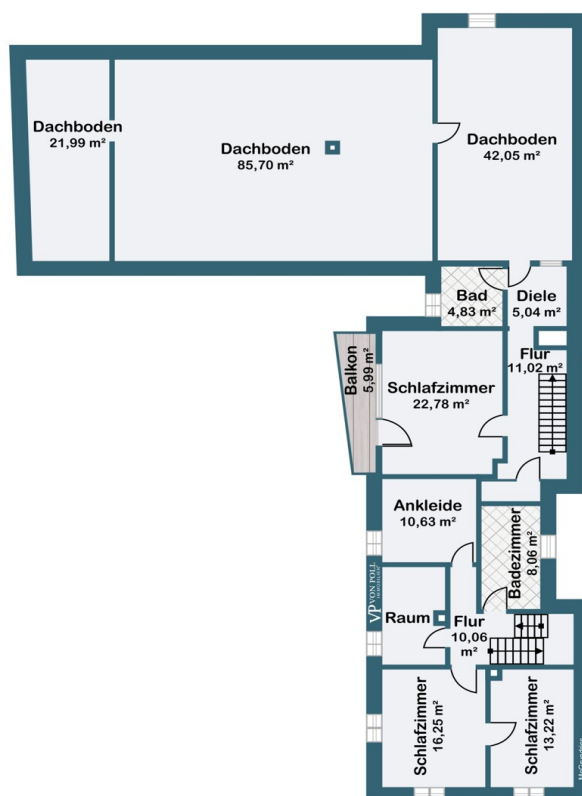 Dachboden
21,99 m²
Dachboden
85,70 m²
Dachboden
42,05 m²
Bad
4,83 m²
Diele
5,04 m²
Flur
11,02 m²
Balkon
5,99 m²
Schlafzimmer
22,78 m²
Ankleide
10,63 m²
Badezimmer
8,06 m²
VP VON POLL
IMMOBILIEN
Raum
Flur
10,06
m²
Schlafzimmer
16,25 m²
Schlafzimmer
13,22 m²